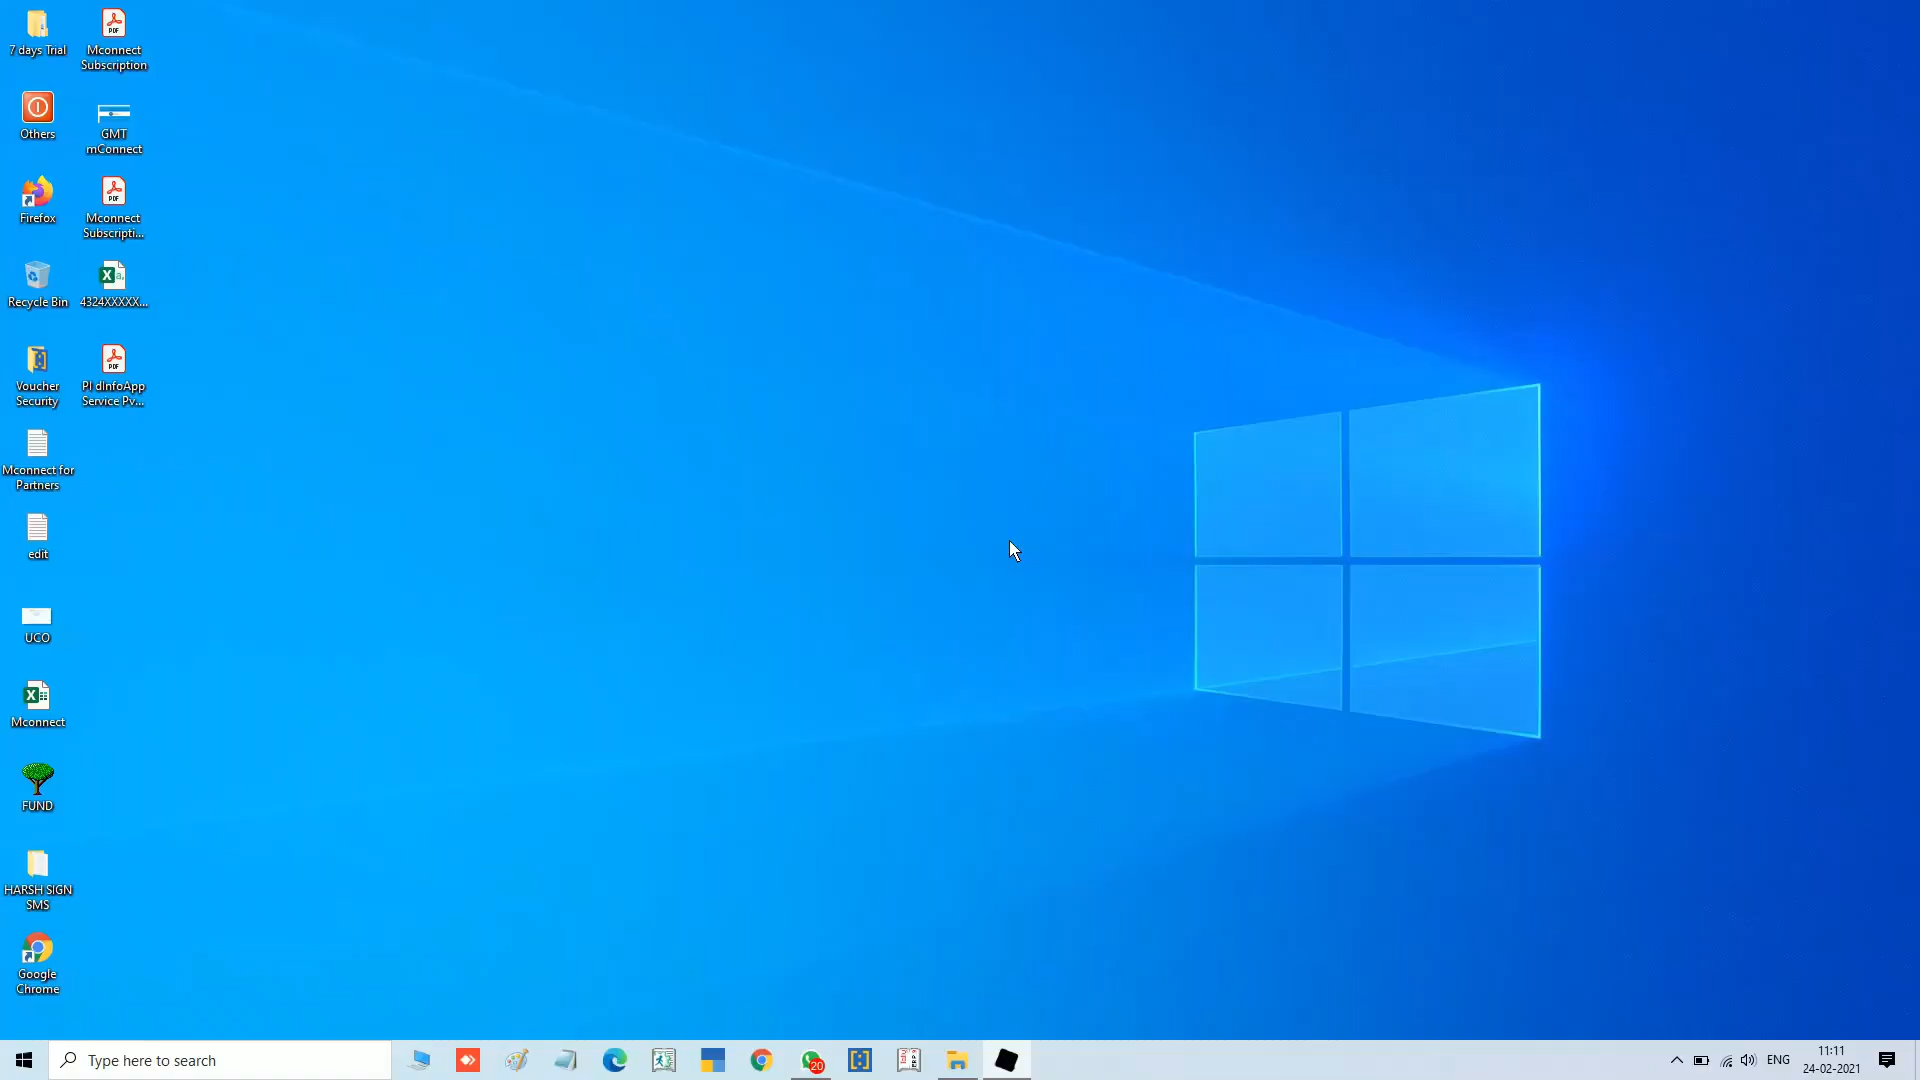 7 days Trial
Mconnect
Subscription
Others
GMT
mConnect
Firefox
Mconnect
Subscripti...
Recycle Bin
4324XXXXX...
Voucher
Security
PI dInfoApp
Service Pv...
Mconnect for
Partners
edit
UCO
Mconnect
FUND
HARSH SIGN
SMS
Google
Chrome
Type here to search
20
ENG
11:11
24-02-2021